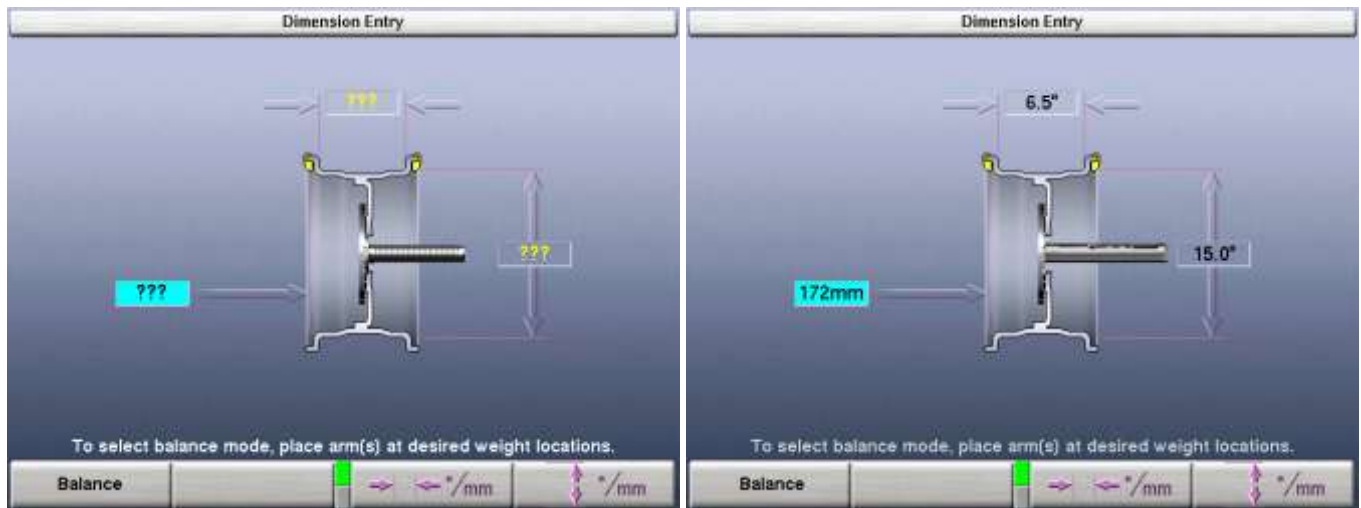 Dimension Entry
???
???
???
To select balance mode, place arm(s) at desired weight locations.
Balance
"/mm
"/mm
Dimension Entry
6.5"
15.0"
172mm
To select balance mode, place arm(s) at desired weight locations.
Balance
"/mm
"/mm